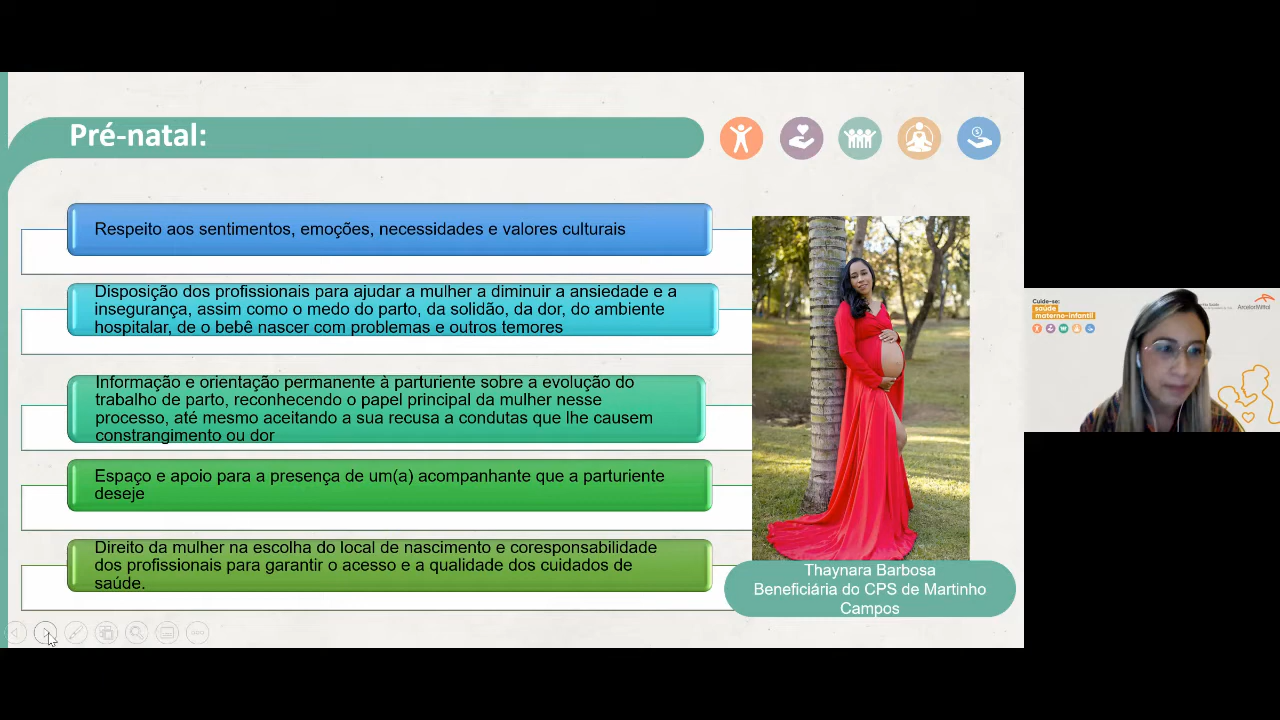 Pré-natal:
Respeito aos sentimentos, emoções, necessidades e valores culturais
Disposição dos profissionais para ajudar a mulher a diminuir a ansiedade e a
insegurança, assim como o medo do parto, da solidão, da dor, do ambiente
hospitalar, de o bebê nascer com problemas e outros temores
Informação e orientação permanente à parturiente sobre a evolução do
trabalho de parto, reconhecendo o papel principal da mulher nesse
processo, até mesmo aceitando a sua recusa a condutas que lhe causem
constrangimento ou dor
Espaço e apoio para a presença de um(a) acompanhante que a parturiente
deseje
Direito da mulher na escolha do local de nascimento e coresponsabilidade
dos profissionais para garantir o acesso e a qualidade dos cuidados de
saúde.
Thaynara Barbosa
Beneficiária do CPS de Martinho
Campos
Cuide-se:
saúde
materno-infantil
ArcelorMittal